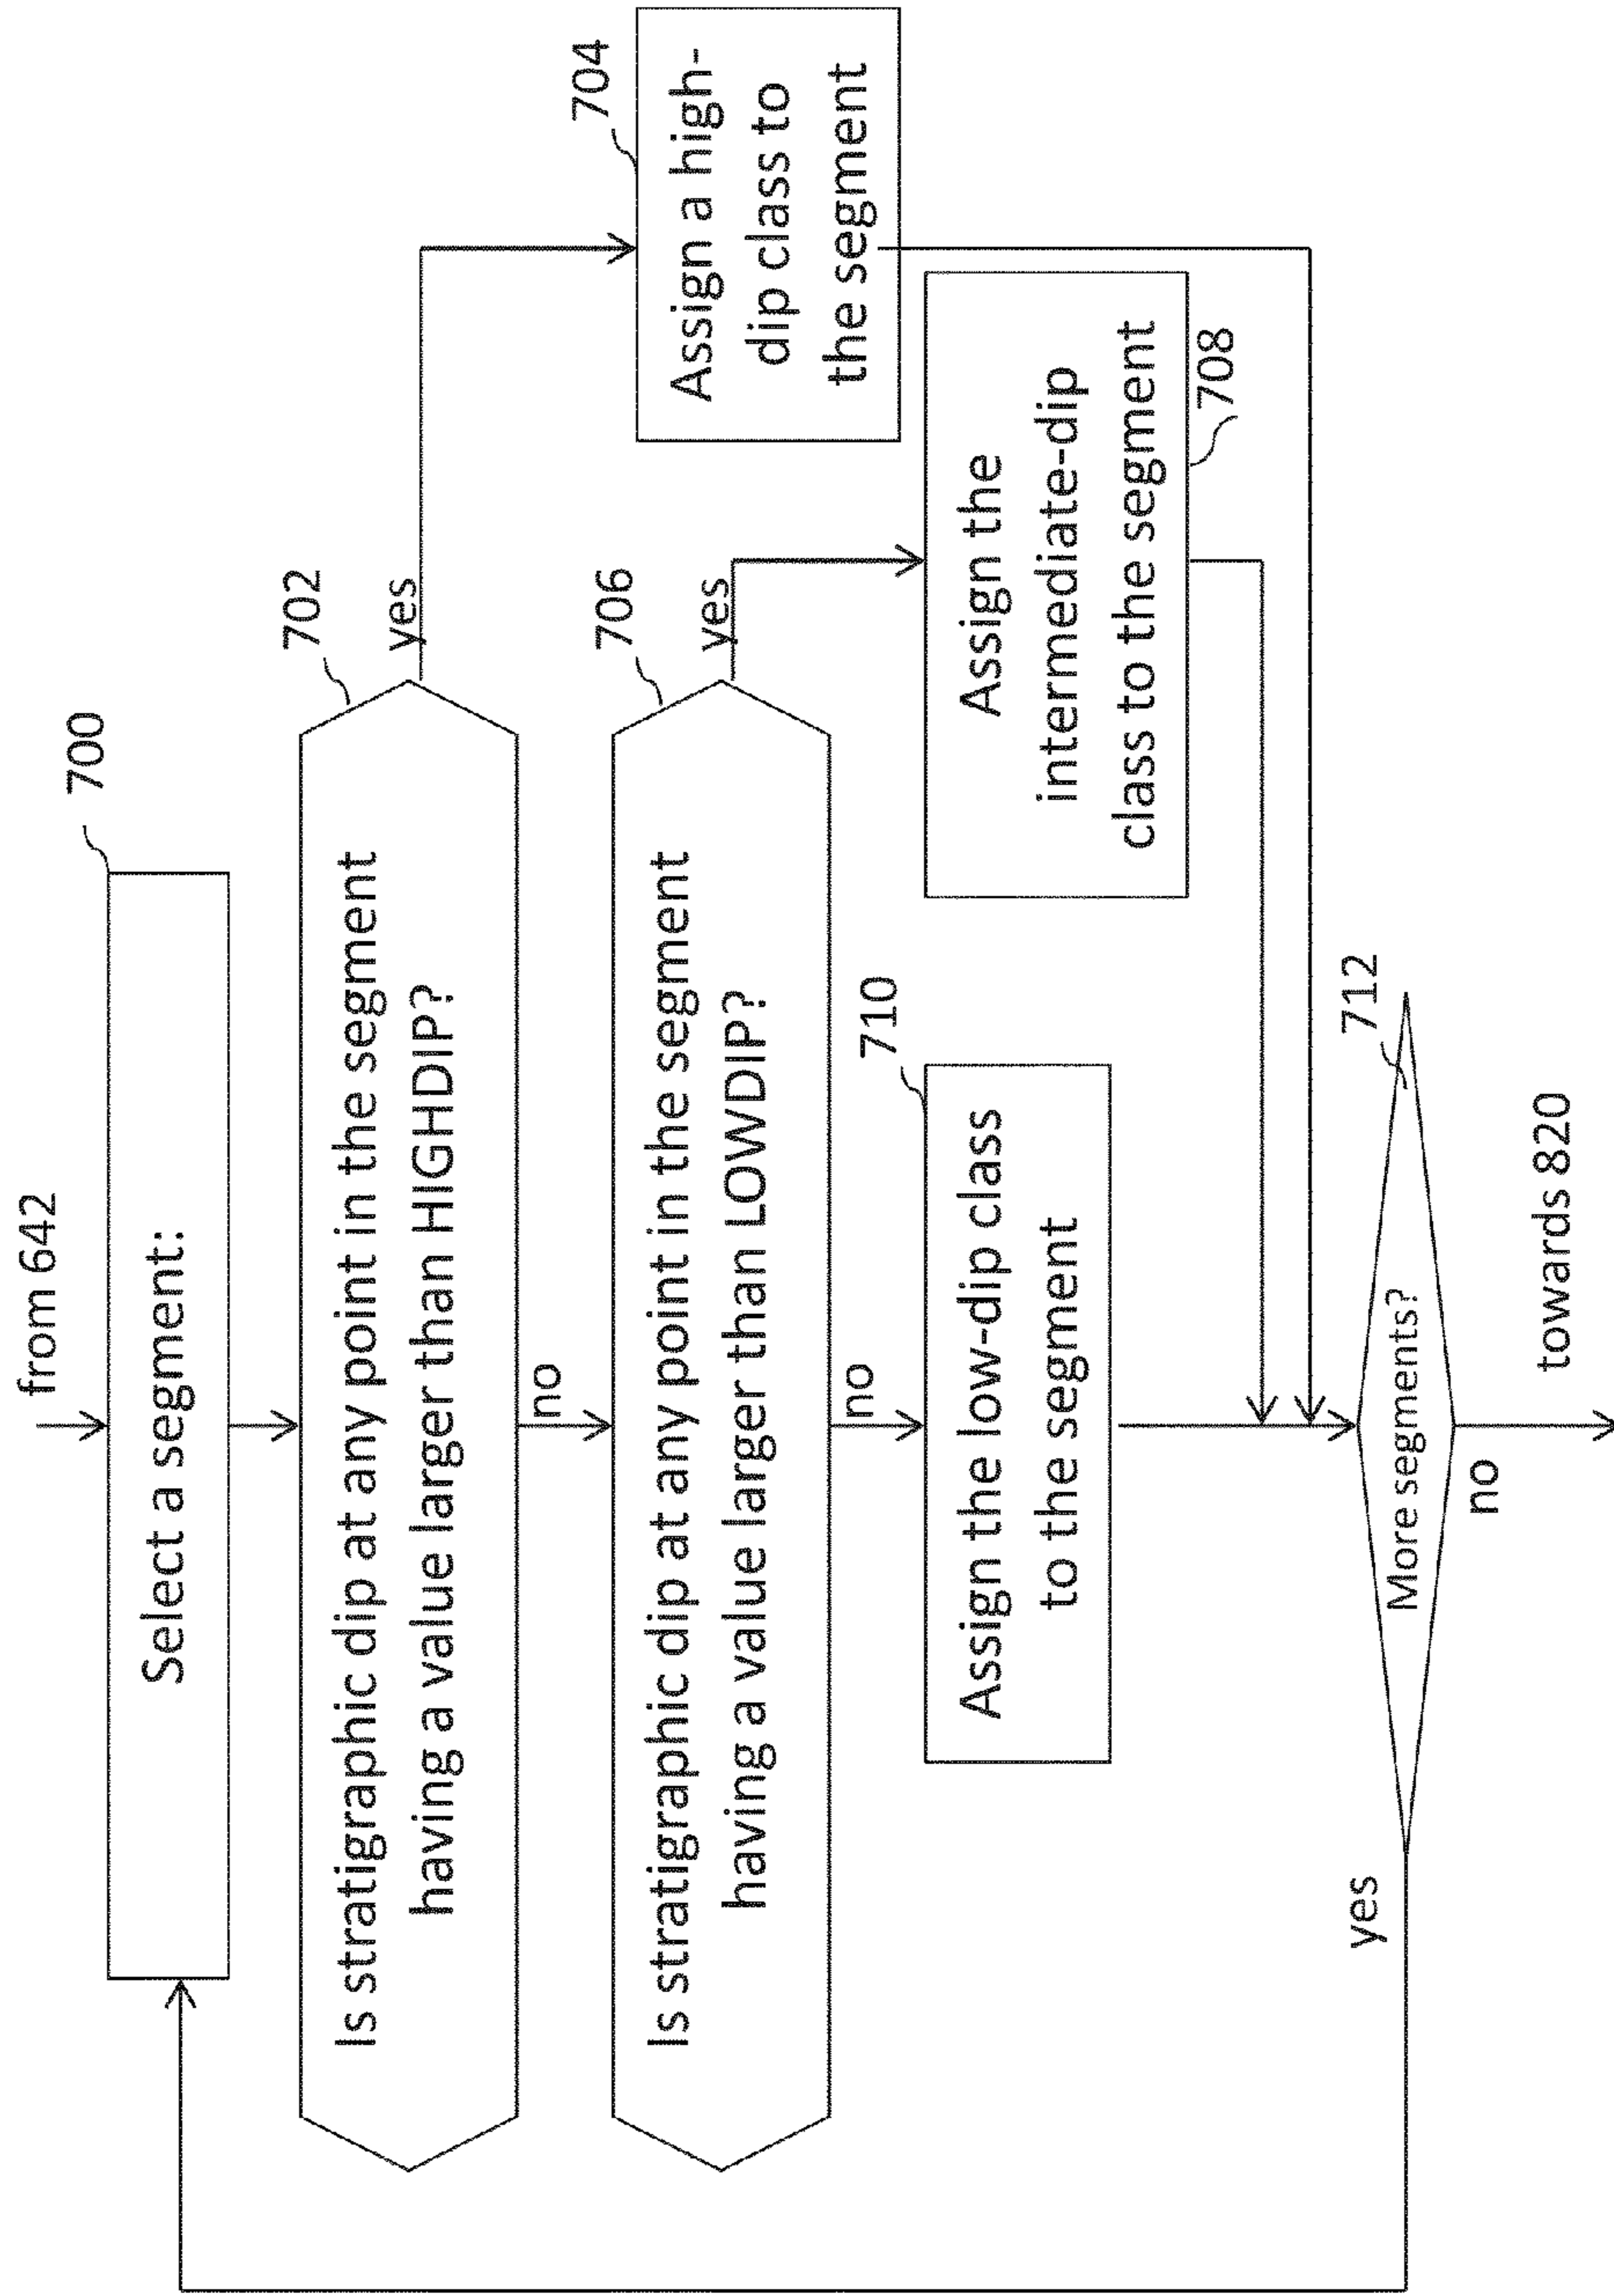 from 642
700
Select a segment:
702
Is stratigraphic dip at any point in the segment
having a value larger than HIGHDIP?
yes
no
704
Assign a high-
dip class to
the segment
706
Is stratigraphic dip at any point in the segment
having a value larger than LOWDIP?
yes
no
708
Assign the
intermediate-dip
class to the segment
710
Assign the low-dip class
to the segment
712
More segments?
yes
no
towards 820